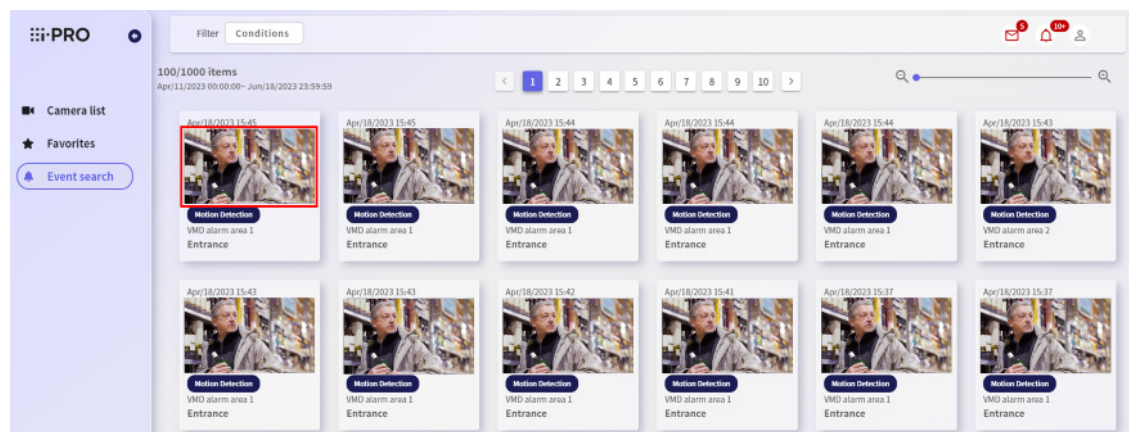 i-PRO
Filter Conditions
5
10+
100/1000 items
Apr/11/2023 00:00:00~ Jun/18/2023 23:59:59
< 1 2 3 4 5 6 7 8 9 10 >
Camera list
Favorites
Event search
Apr/18/2023 15:45
Motion Detection
VMD alarm area 1
Entrance
Apr/18/2023 15:45
Motion Detection
VMD alarm area 1
Entrance
Apr/18/2023 15:44
Motion Detection
VMD alarm area 1
Entrance
Apr/18/2023 15:44
Motion Detection
VMD alarm area 1
Entrance
Apr/18/2023 15:44
Motion Detection
VMD alarm area 1
Entrance
Apr/18/2023 15:43
Motion Detection
VMD alarm area 2
Entrance
Apr/18/2023 15:43
Motion Detection
VMD alarm area 1
Entrance
Apr/18/2023 15:43
Motion Detection
VMD alarm area 1
Entrance
Apr/18/2023 15:42
Motion Detection
VMD alarm area 1
Entrance
Apr/18/2023 15:41
Motion Detection
VMD alarm area 1
Entrance
Apr/18/2023 15:37
Motion Detection
VMD alarm area 1
Entrance
Apr/18/2023 15:37
Motion Detection
VMD alarm area 1
Entrance